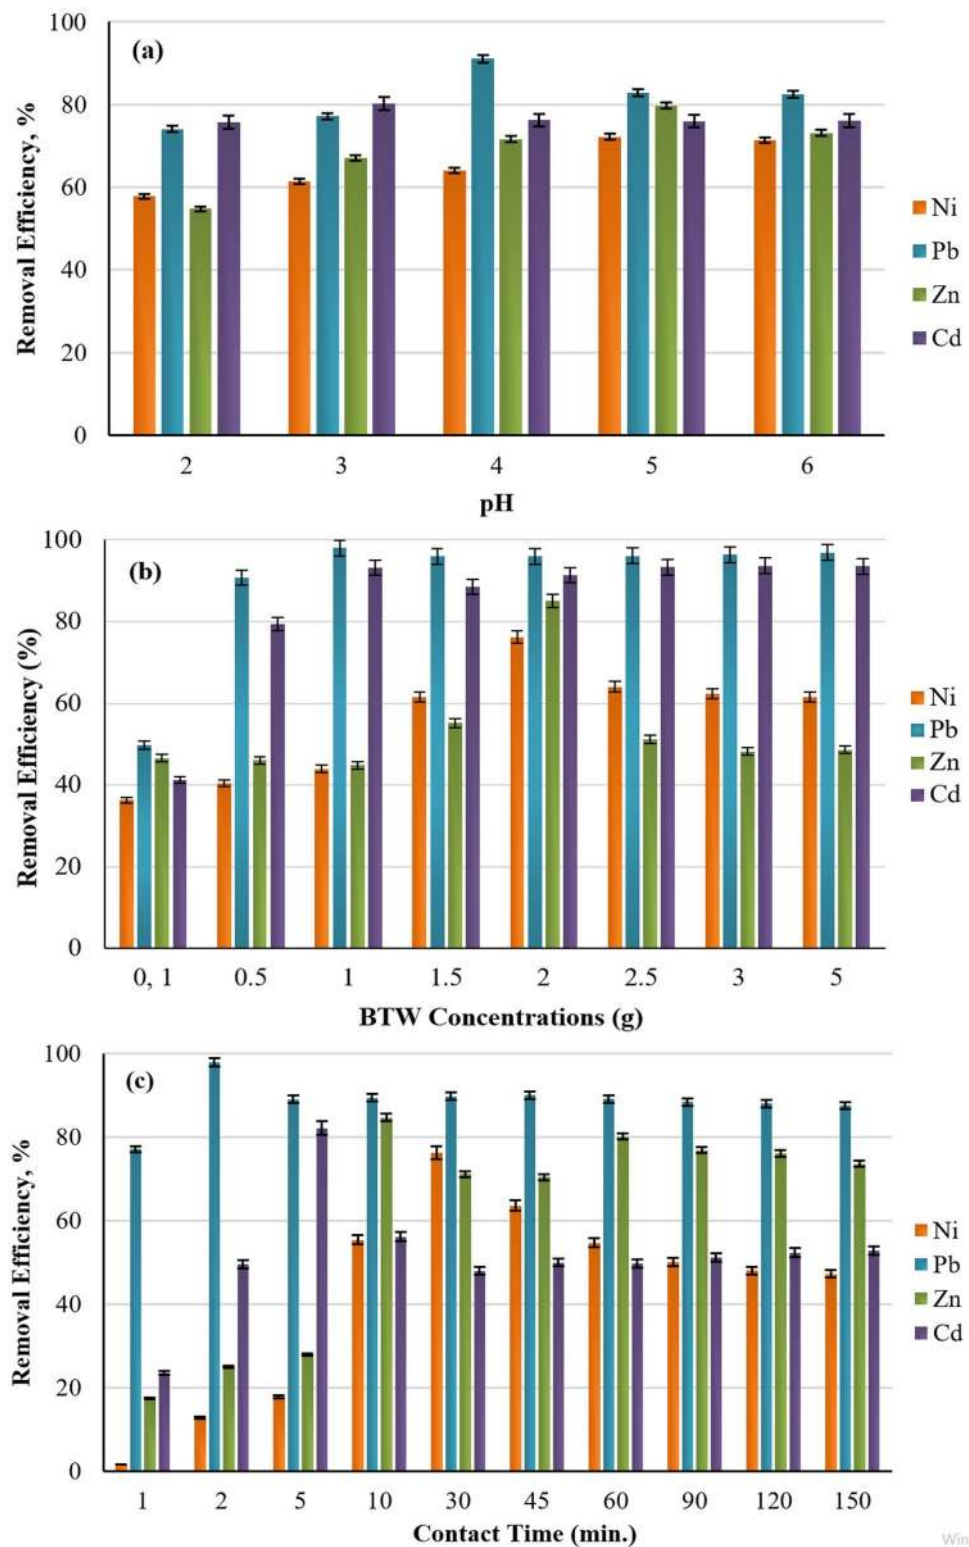 100
(a)
80
60
40
20
0
Removal Efficiency, %
2 3 4 5 6
pH
Ni
Pb
Zn
Cd
100
(b)
80
60
40
20
0
Removal Efficiency (%)
0, 1 0.5 1 1.5 2 2.5 3 5
BTW Concentrations (g)
Ni
Pb
Zn
Cd
100
(c)
80
60
40
20
0
Removal Efficiency, %
1 2 5 10 30 45 60 90 120 150
Contact Time (min.)
Ni
Pb
Zn
Cd
Win